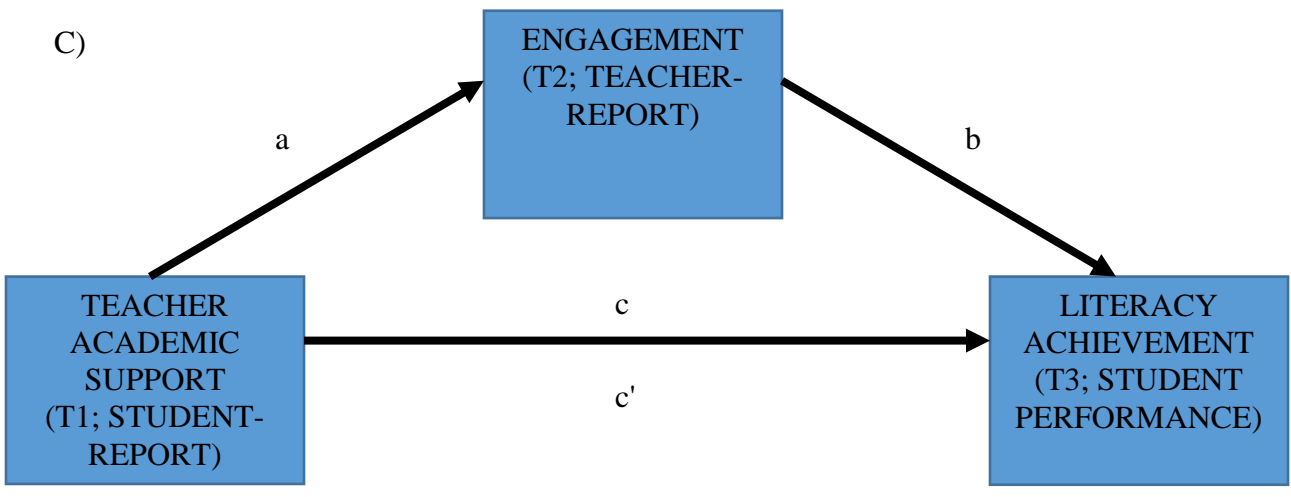 C)
ENGAGEMENT
(T2; TEACHER-
REPORT)
a
b
TEACHER
ACADEMIC
SUPPORT
(T1; STUDENT-
REPORT)
c
c'
LITERACY
ACHIEVEMENT
(T3; STUDENT
PERFORMANCE)